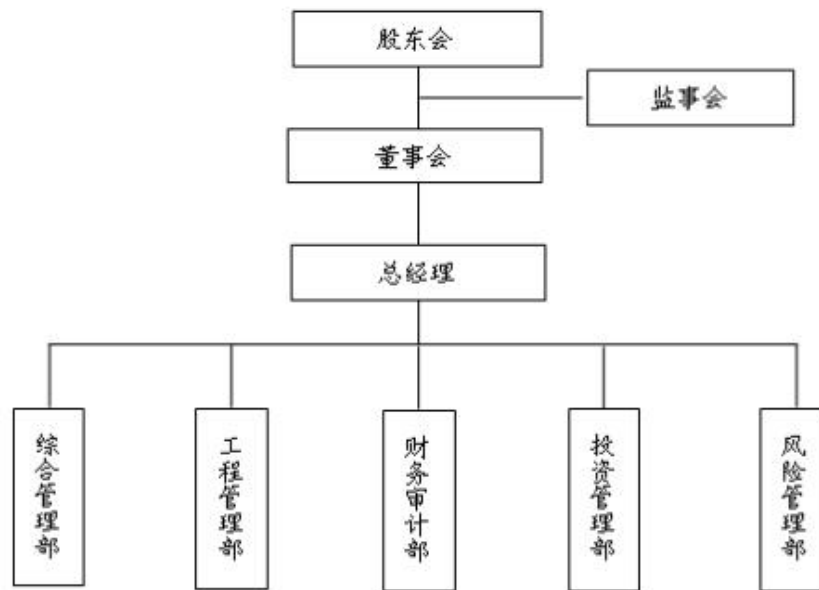 股东会
监事会
董事会
总经理
综合管理部
工程管理部
财务审计部
投资管理部
风险管理部